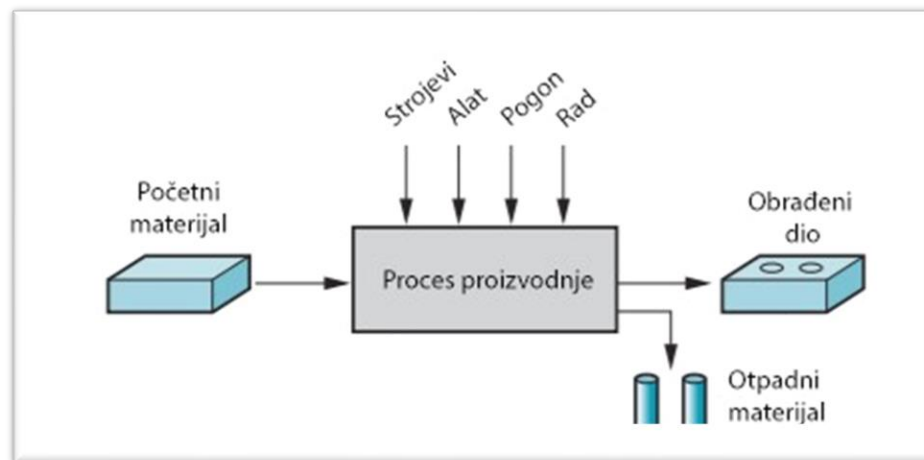 Strojevi
Alat
Pogon
Rad
Početni
materijal
Proces proizvodnje
Obrađeni
dio
Otpadni
materijal